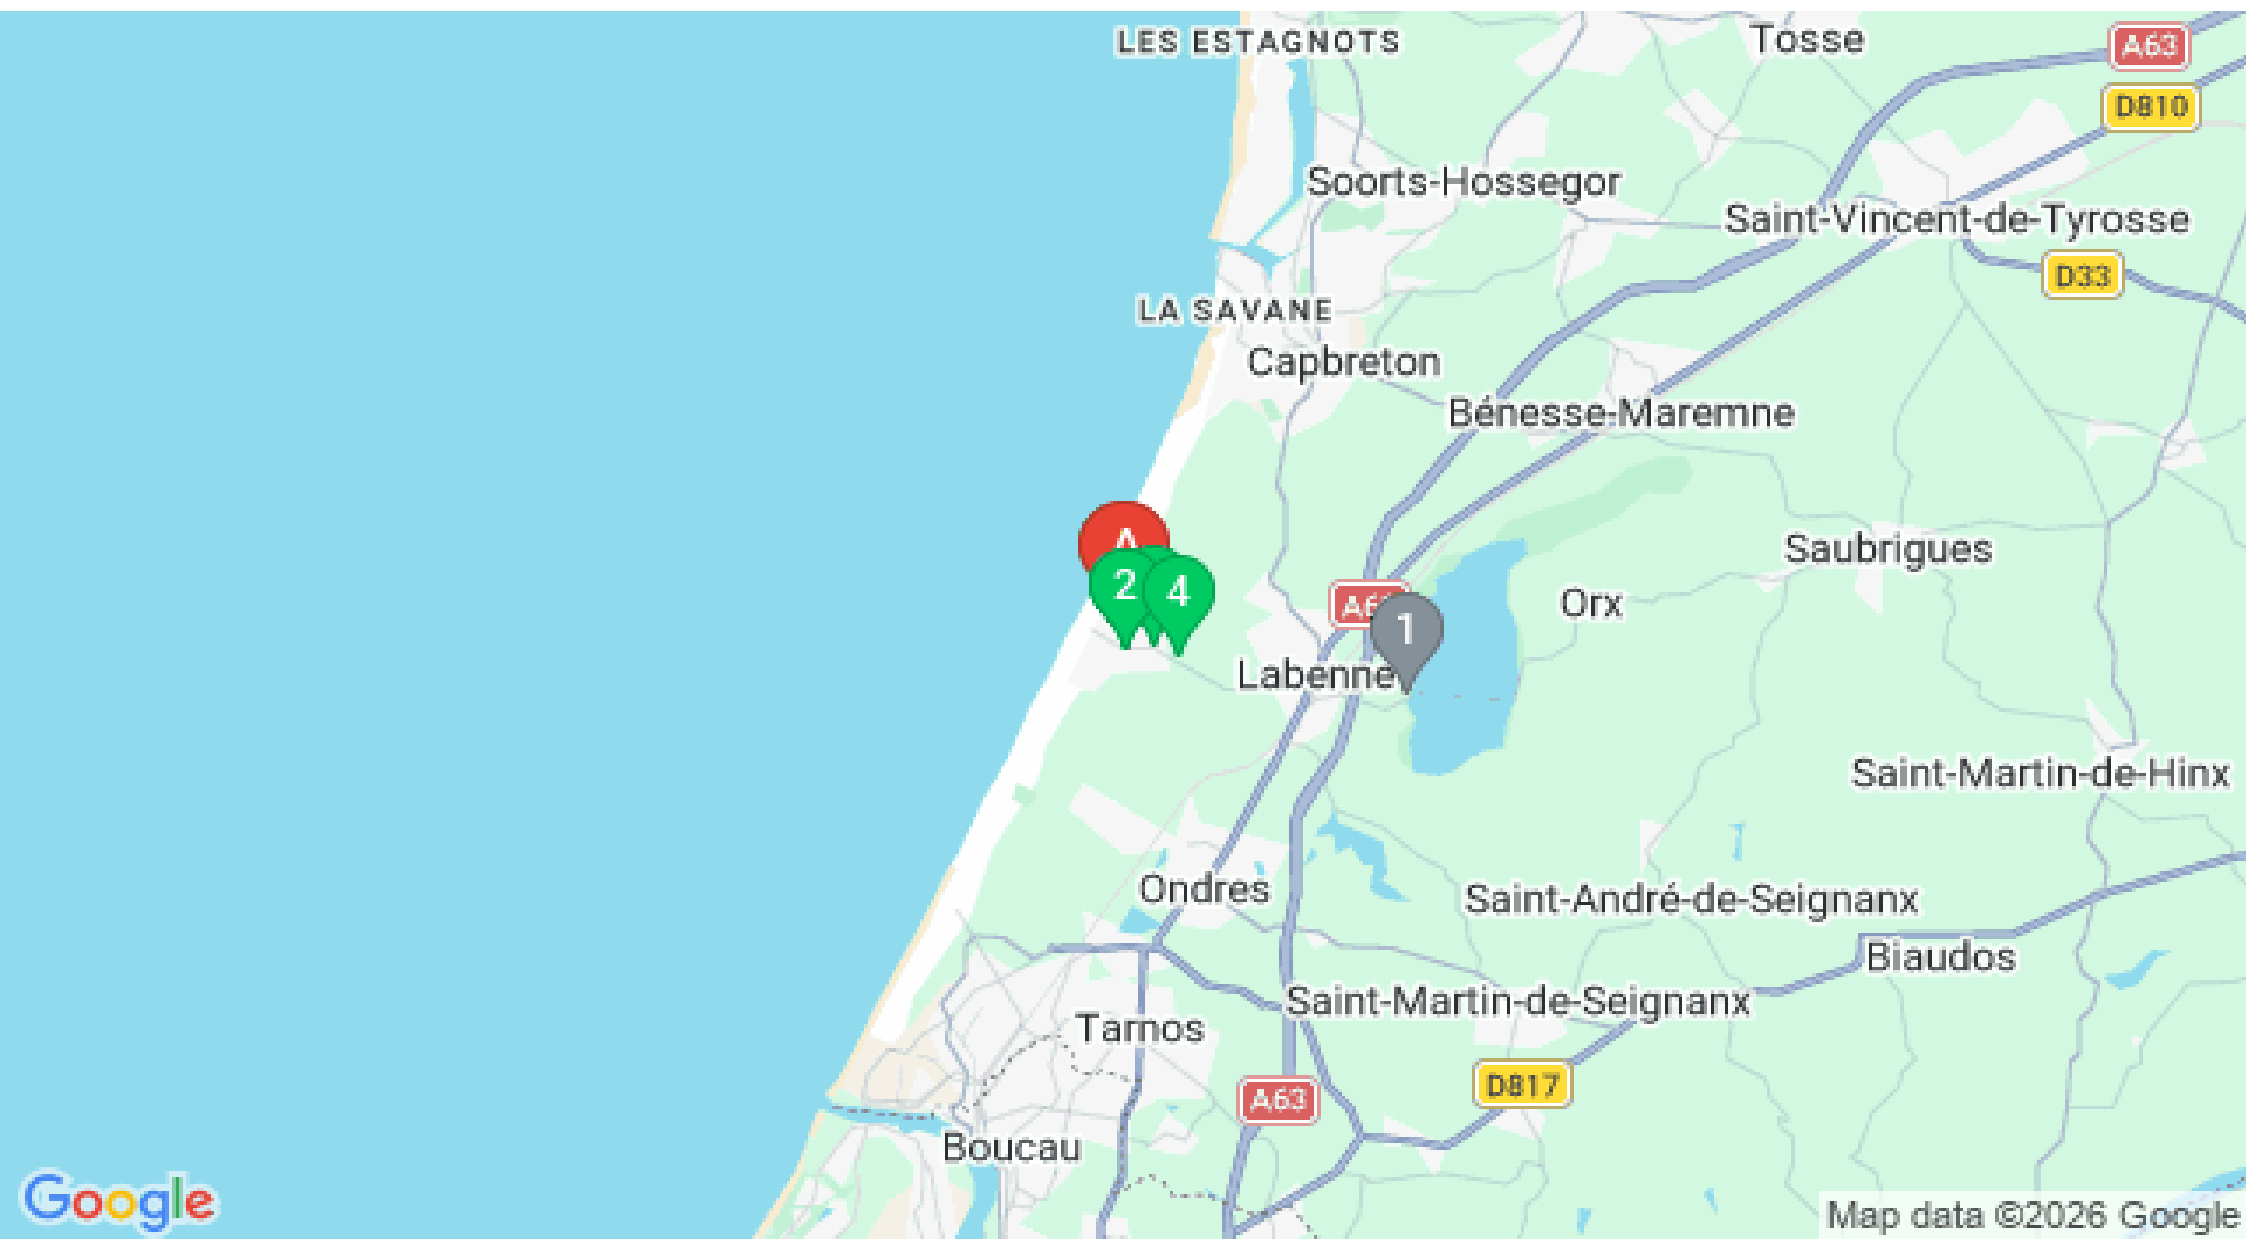 LES ESTAGNOTS
Tosse
A63
D810
Soorts-Hossegor
Saint-Vincent-de-Tyrosse
D33
LA SAVANE
Capbreton
Bénesse-Maremne
A
2
4
Saubrigues
Orx
1
Labenne
Saint-Martin-de-Hinx
Ondres
Saint-André-de-Seignanx
Biaudos
Saint-Martin-de-Seignanx
Tarnos
D817
A63
Boucau
Google
Map data ©2026 Google